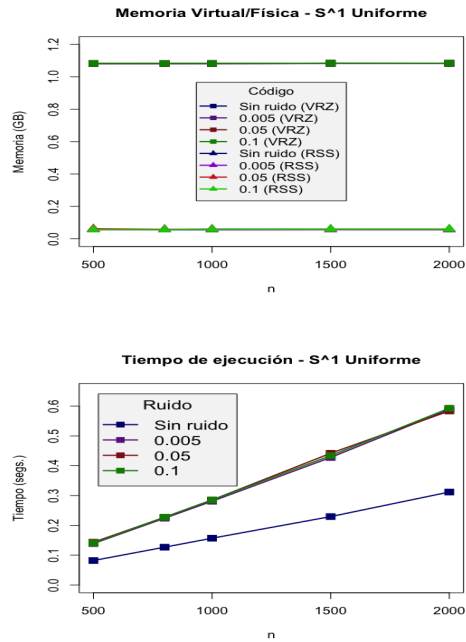 Memoria Virtual/Física - S^1 Uniforme
Memoria (GB)
1.2
1.0
0.8
0.6
0.4
0.2
0.0
Código
Sin ruido (VRZ)
0.005 (VRZ)
0.05 (VRZ)
0.1 (VRZ)
Sin ruido (RSS)
0.005 (RSS)
0.05 (RSS)
0.1 (RSS)
500 1000 1500 2000
n
Tiempo de ejecución - S^1 Uniforme
Tiempo (segs.)
0.6
0.5
0.4
0.3
0.2
0.1
0.0
Ruido
Sin ruido
0.005
0.05
0.1
500 1000 1500 2000
n